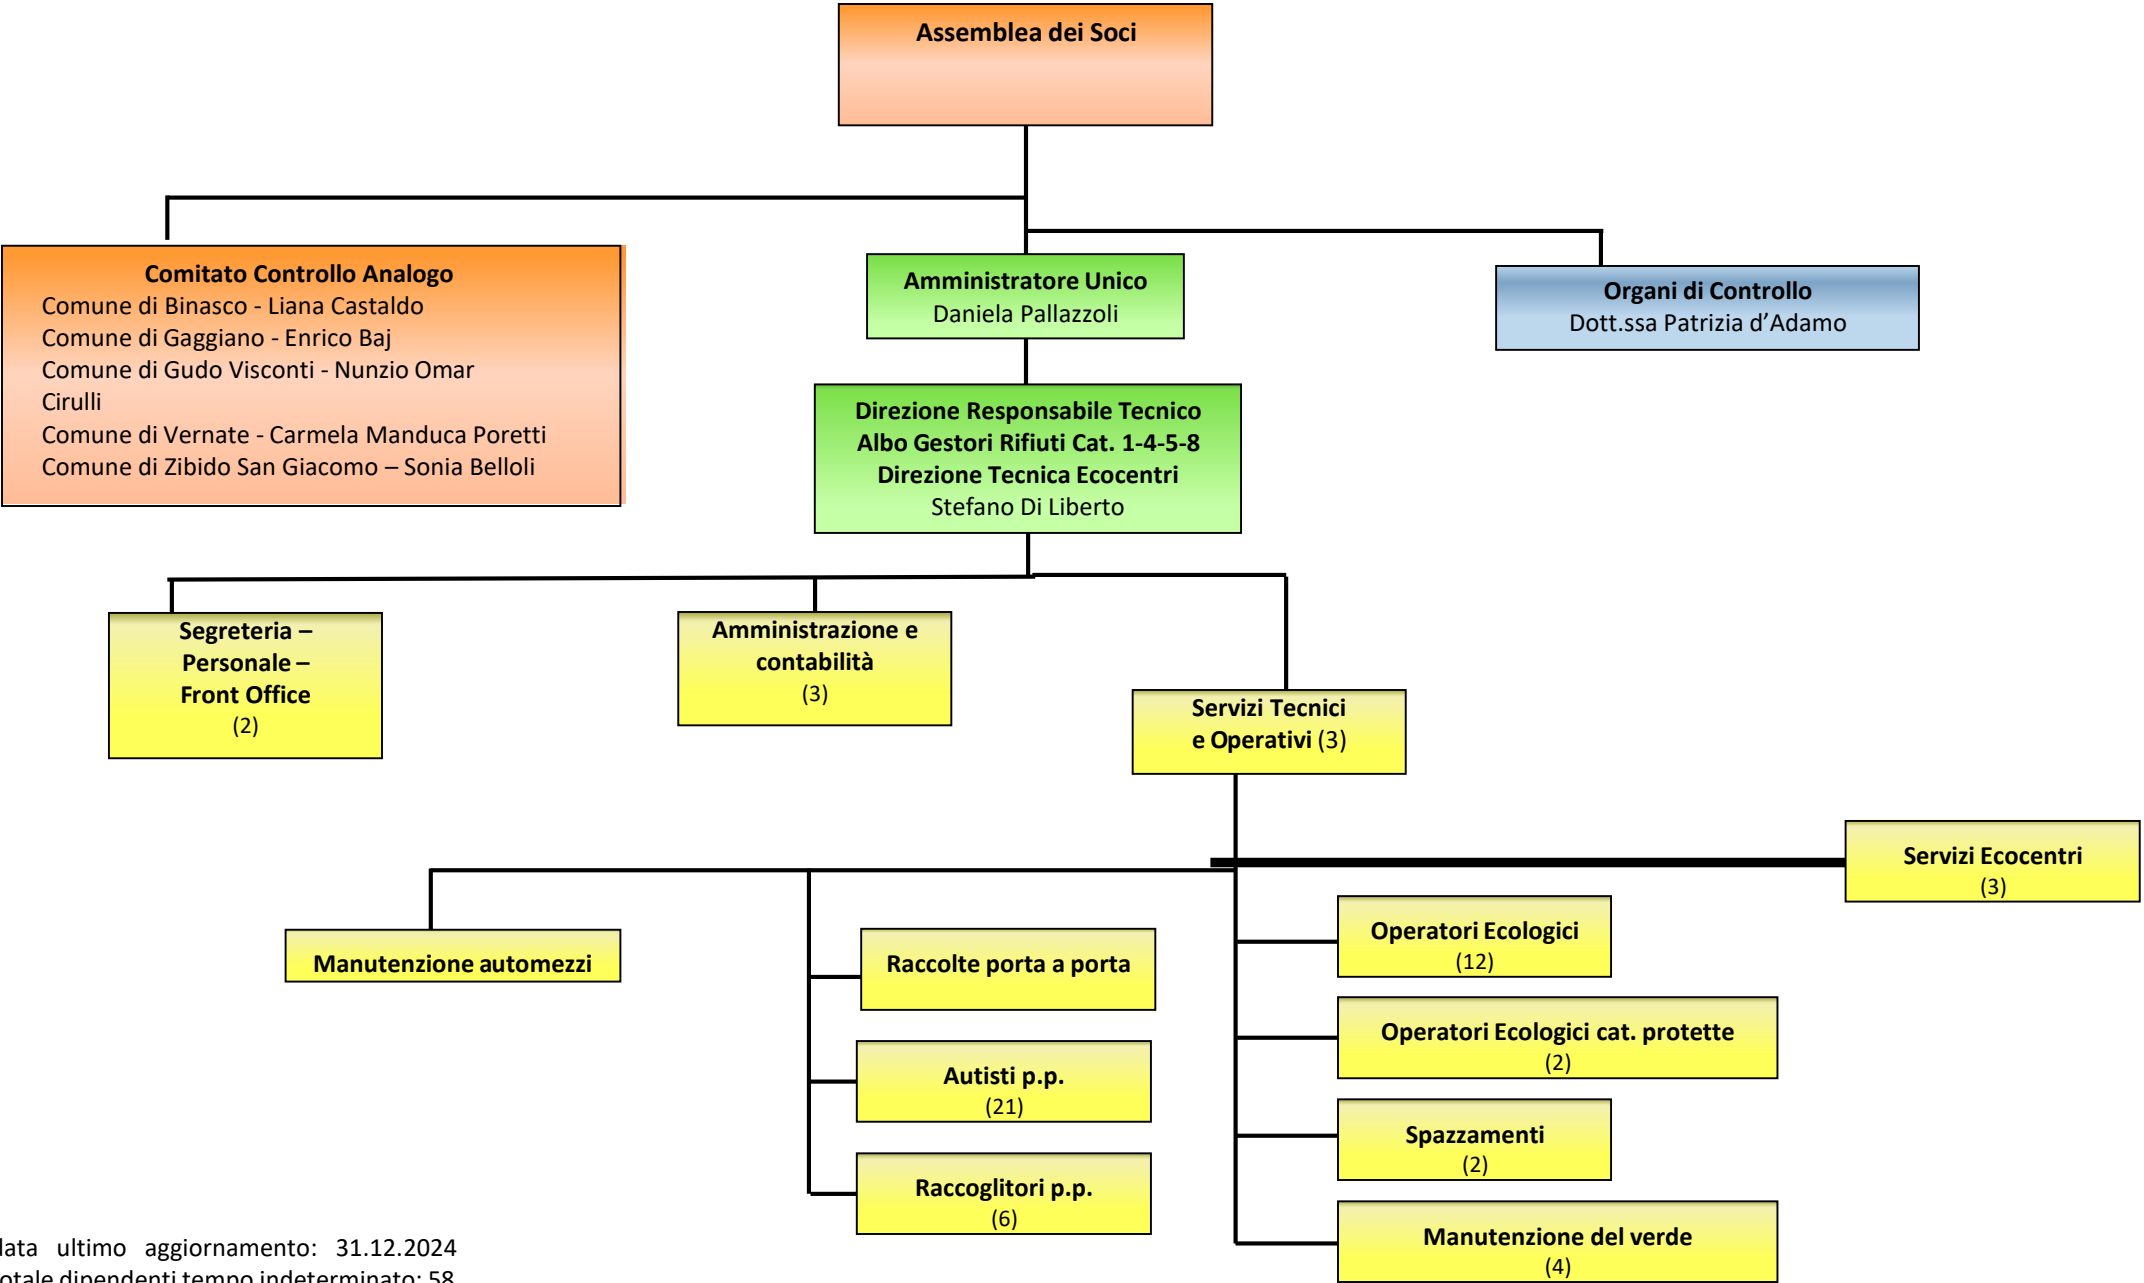 Assemblea dei Soci
Comitato Controllo Analogo
Comune di Binasco - Liana Castaldo
Comune di Gaggiano - Enrico Baj
Comune di Gudo Visconti - Nunzio Omar
Cirulli
Comune di Vernate - Carmela Manduca Poretti
Comune di Zibido San Giacomo – Sonia Belloli
Amministratore Unico
Daniela Pallazzoli
Organi di Controllo
Dott.ssa Patrizia d’Adamo
Direzione Responsabile Tecnico
Albo Gestori Rifiuti Cat. 1-4-5-8
Direzione Tecnica Ecocentri
Stefano Di Liberto
Segreteria –
Personale –
Front Office
(2)
Amministrazione e
contabilità
(3)
Servizi Tecnici
e Operativi (3)
Servizi Ecocentri
(3)
Manutenzione automezzi
Raccolte porta a porta
Autisti p.p.
(21)
Raccoglitori p.p.
(6)
Operatori Ecologici
(12)
Operatori Ecologici cat. protette
(2)
Spazzamenti
(2)
Manutenzione del verde
(4)
data ultimo aggiornamento: 31.12.2024
totale dipendenti tempo indeterminato: 58